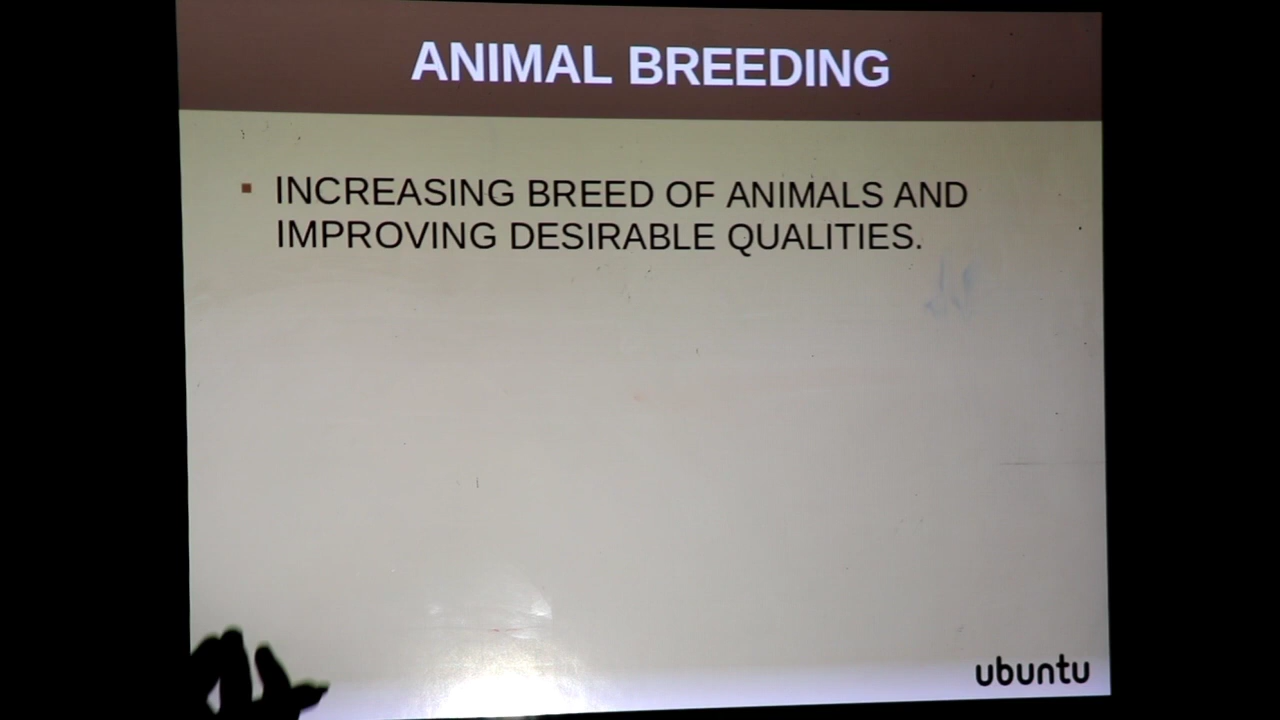 ANIMAL BREEDING
▪ INCREASING BREED OF ANIMALS AND
IMPROVING DESIRABLE QUALITIES.
ubuntu